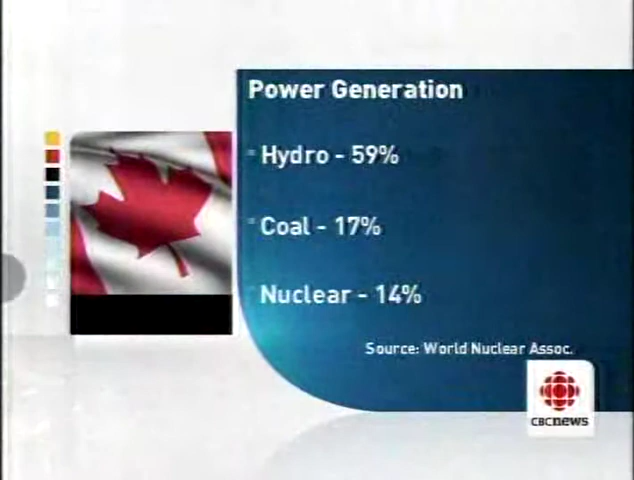 Power Generation
Hydro - 59%
Coal - 17%
Nuclear - 14%
Source: World Nuclear Assoc.
CBCnews